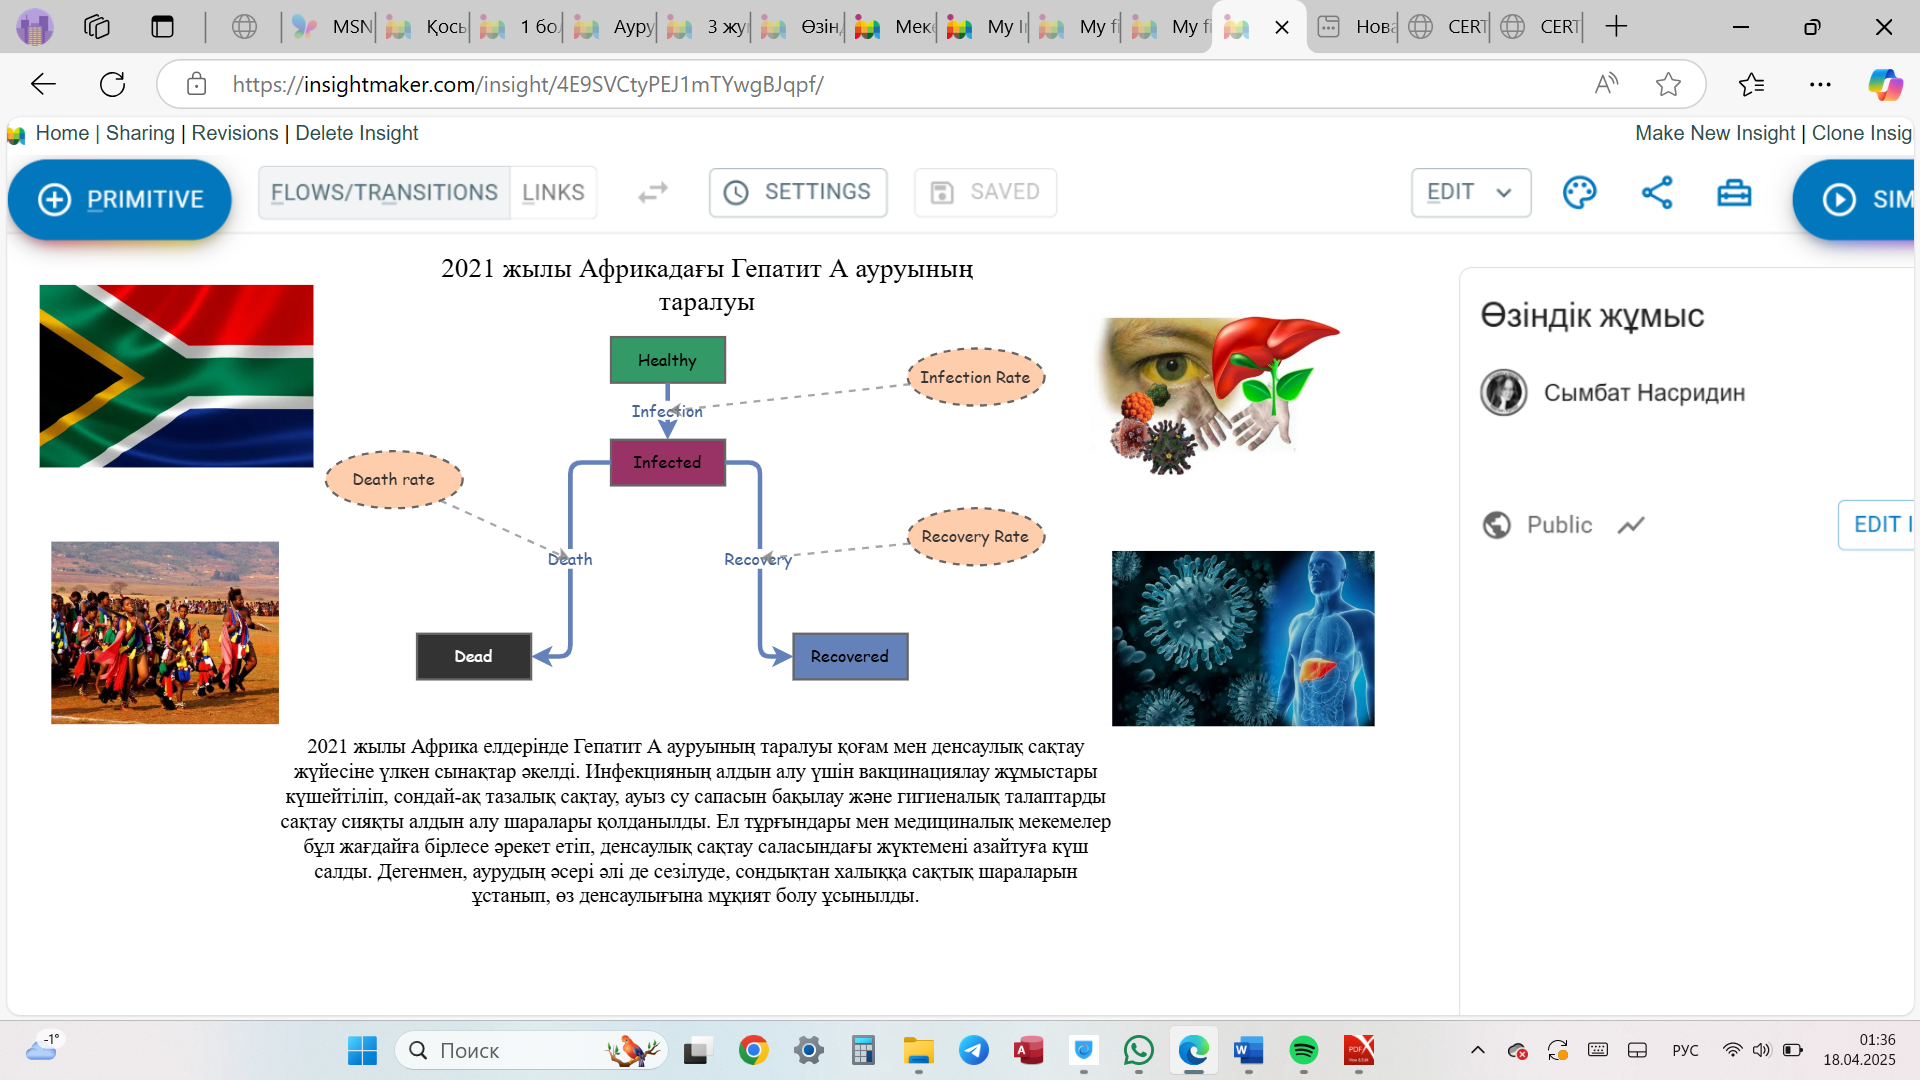 MSN
Қось
1 бо
Ауру
3 жұ
Өзін
Мек
My I
My f
My f
Нова
CERT
CERT
https://insightmaker.com/insight/4E9SVCtyPEJ1mTYwgBJqpf/
Home | Sharing | Revisions | Delete Insight
Make New Insight | Clone Insig
PRIMITIVE
FLOWS/TRANSITIONS
LINKS
SETTINGS
SAVED
EDIT
SIM
2021 жылы Африкадағы Гепатит А ауруының
таралуы
Healthy
Infection Rate
Infection
Infected
Death rate
Recovery Rate
Death
Recovery
Dead
Recovered
2021 жылы Африка елдерінде Гепатит А ауруының таралуы қоғам мен денсаулық сақтау
жүйесіне үлкен сынақтар әкелді. Инфекцияның алдын алу үшін вакцинациялау жұмыстары
күшейтіліп, сондай-ақ тазалық сақтау, ауыз су сапасын бақылау және гигиеналық талаптарды
сақтау сияқты алдын алу шаралары қолданылды. Ел тұрғындары мен медициналық мекемелер
бұл жағдайға бірлесе әрекет етіп, денсаулық сақтау саласындағы жүктемені азайтуға күш
салды. Дегенмен, аурудың әсері әлі де сезілуде, сондықтан халыққа сақтық шараларын
ұстанып, өз денсаулығына мұқият болу ұсынылды.
Өзіндік жұмыс
Сымбат Насридин
Public
EDIT I
-1°
Поиск
РУС
01:36
18.04.2025